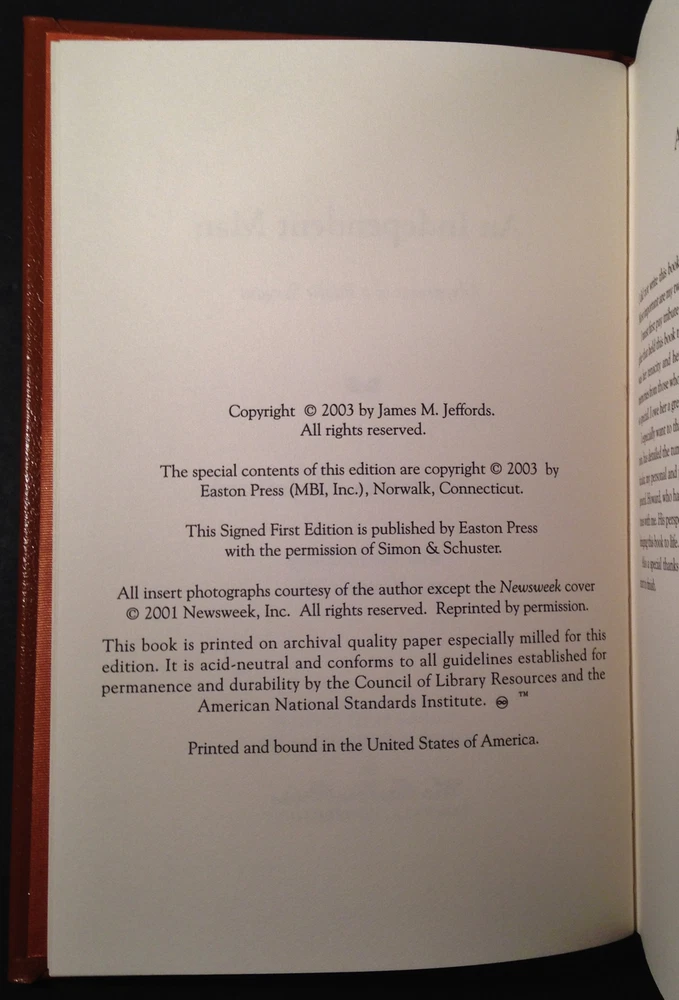 An Independent Man
Copyright © 2003 by James M. Jeffords.
All rights reserved.
The special contents of this edition are copyright © 2003 by
Easton Press (MBI, Inc.), Norwalk, Connecticut.
This Signed First Edition is published by Easton Press
with the permission of Simon & Schuster.
All insert photographs courtesy of the author except the Newsweek cover
© 2001 Newsweek, Inc. All rights reserved. Reprinted by permission.
This book is printed on archival quality paper especially milled for this
edition. It is acid-neutral and conforms to all guidelines established for
permanence and durability by the Council of Library Resources and the
American National Standards Institute. ♾ ™
Printed and bound in the United States of America.